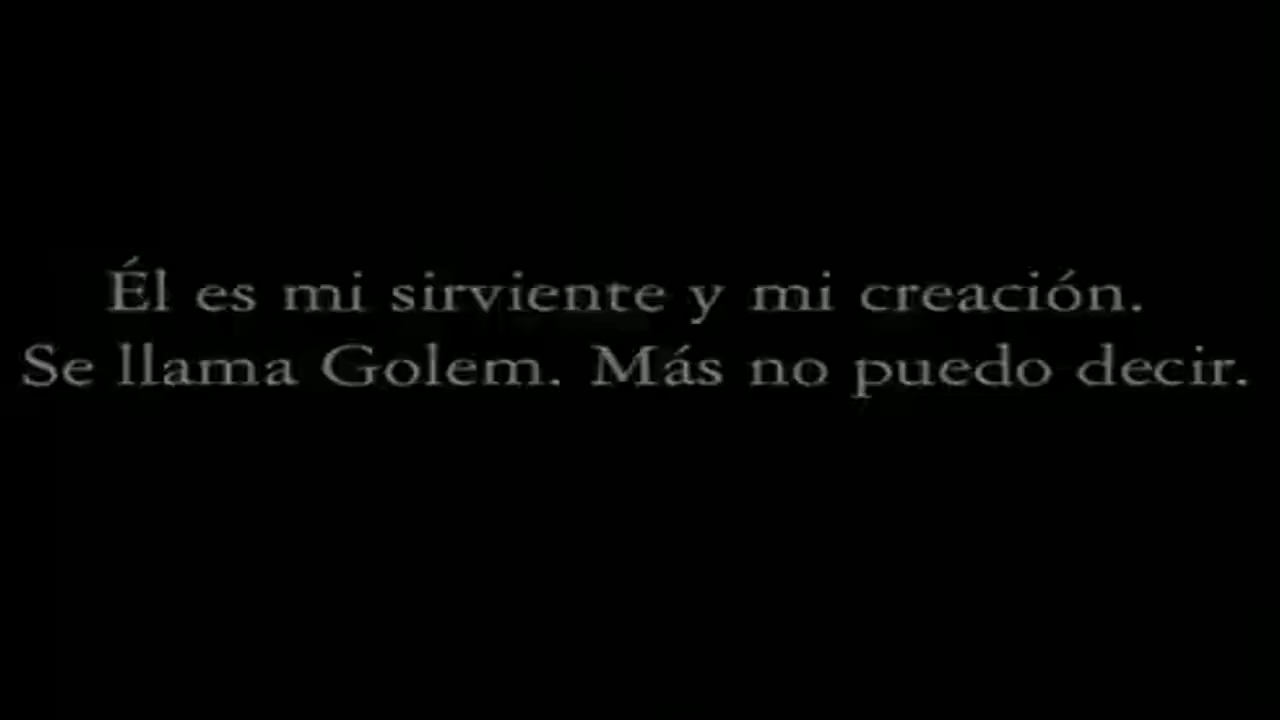 Él es mi sirviente y mi creación.
Se llama Golem. Más no puedo decir.